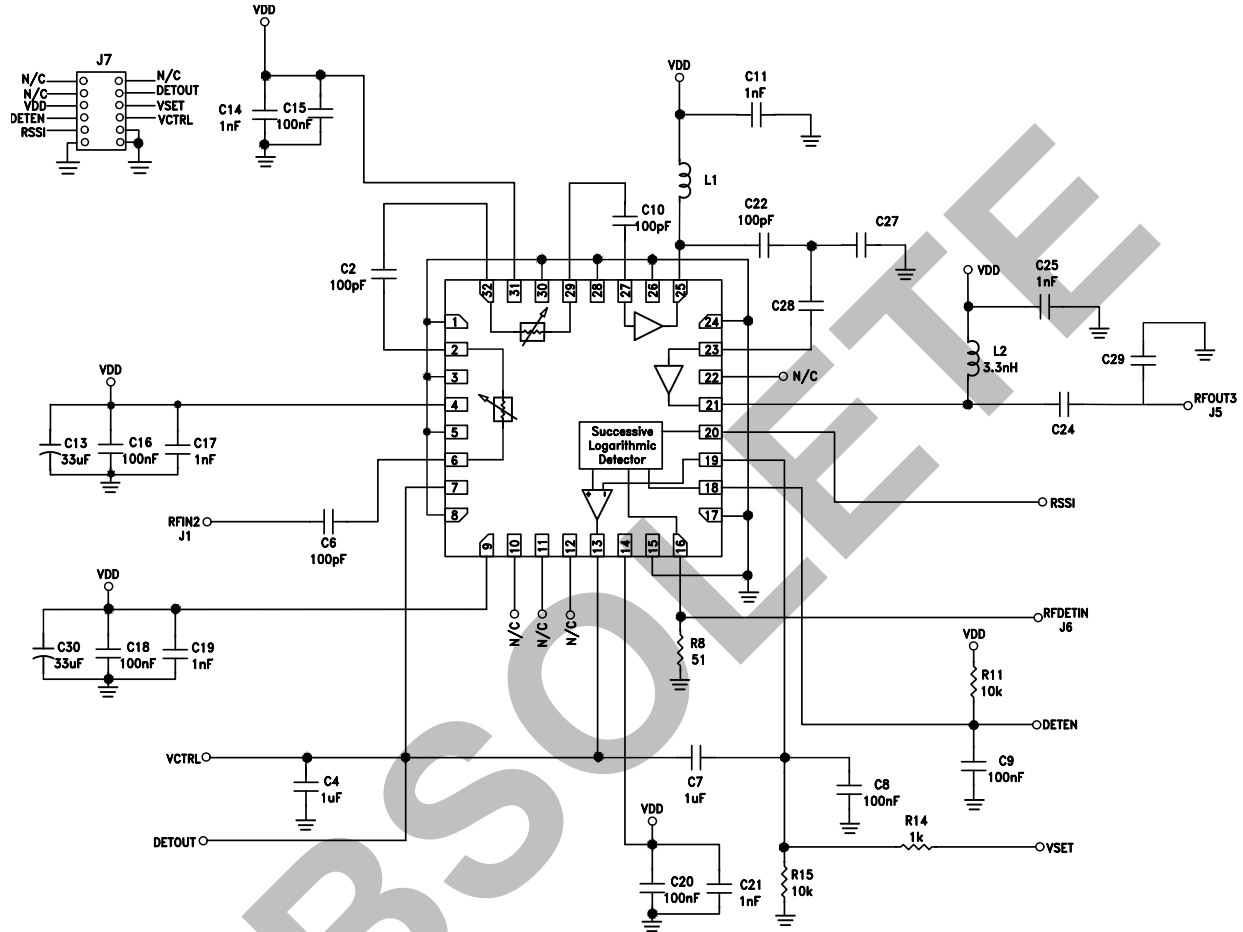 VDD
J7
N/C
N/C
VDD
DETEN
RSSI
N/C
DETOUT
VSET
VCTRL
C14
1nF
C15
100nF
VDD
C11
1nF
L1
C10
100pF
C22
100pF
C27
C2
100pF
C28
VDD
C25
1nF
L2
3.3nH
C29
RFOUT3
J5
C24
32
31
30
29
28
27
26
25
1
2
3
4
5
6
7
8
24
23
22
21
20
19
18
17
N/C
Successive
Logarithmic
Detector
+
-
9
10
11
12
13
14
15
16
VDD
C13
33uF
C16
100nF
C17
1nF
RFIN2
J1
C6
100pF
RSSI
VDD
C30
33uF
C18
100nF
C19
1nF
N/C
N/C
N/C
R8
51
RFDETIN
J6
VDD
R11
10k
DETEN
C9
100nF
VCTRL
C4
1uF
C7
1uF
C8
100nF
DETOUT
VDD
C20
100nF
C21
1nF
R14
1k
VSET
R15
10k
OBSOLETE